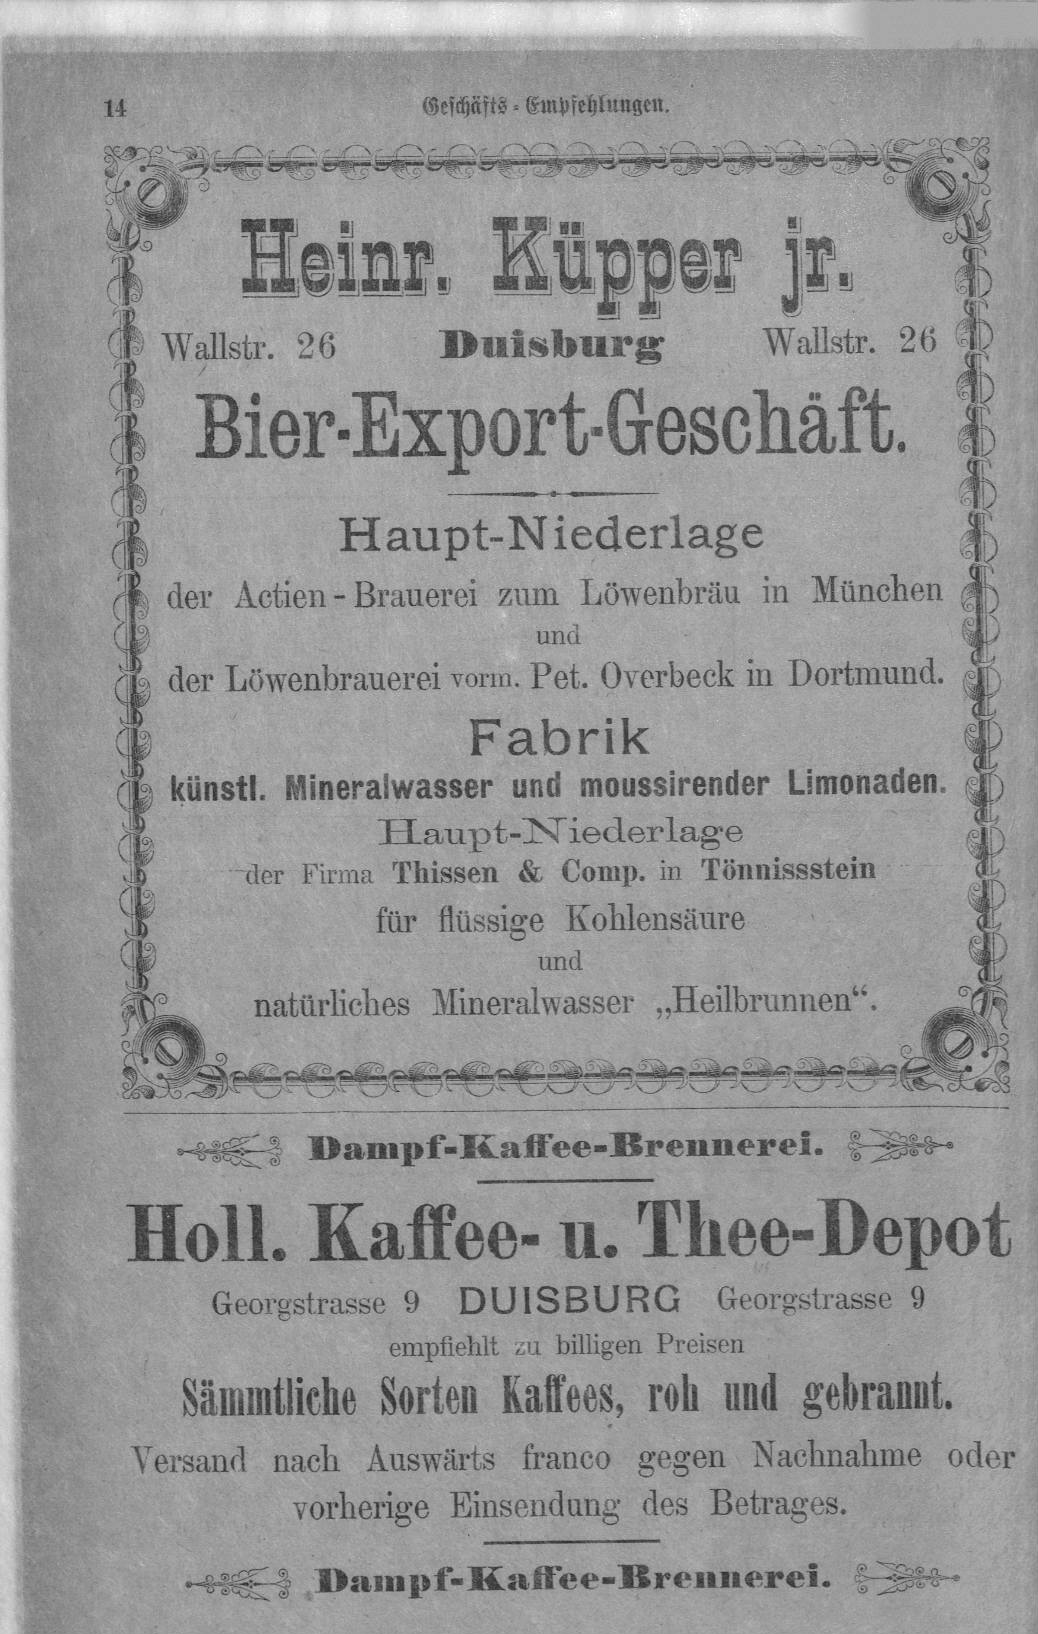 14 Geschäfts-Empfehlungen.
Heinr. Küpper jr.
Wallstr. 26 Duisburg Wallstr. 26
Bier-Export-Geschäft.
Haupt-Niederlage
der Actien-Brauerei zum Löwenbräu in München
und
der Löwenbrauerei vorm. Pet. Overbeck in Dortmund.
Fabrik
künstl. Mineralwasser und moussirender Limonaden.
Haupt-Niederlage
der Firma Thissen & Comp. in Tönnissstein
für flüssige Kohlensäure
und
natürliches Mineralwasser „Heilbrunnen“.
Dampf-Kaffee-Brennerei.
Holl. Kaffee- u. Thee-Depot
Georgstrasse 9 DUISBURG Georgstrasse 9
empfiehlt zu billigen Preisen
Sämmtliche Sorten Kaffees, roh und gebrannt.
Versand nach Auswärts franco gegen Nachnahme oder
vorherige Einsendung des Betrages.
Dampf-Kaffee-Brennerei.